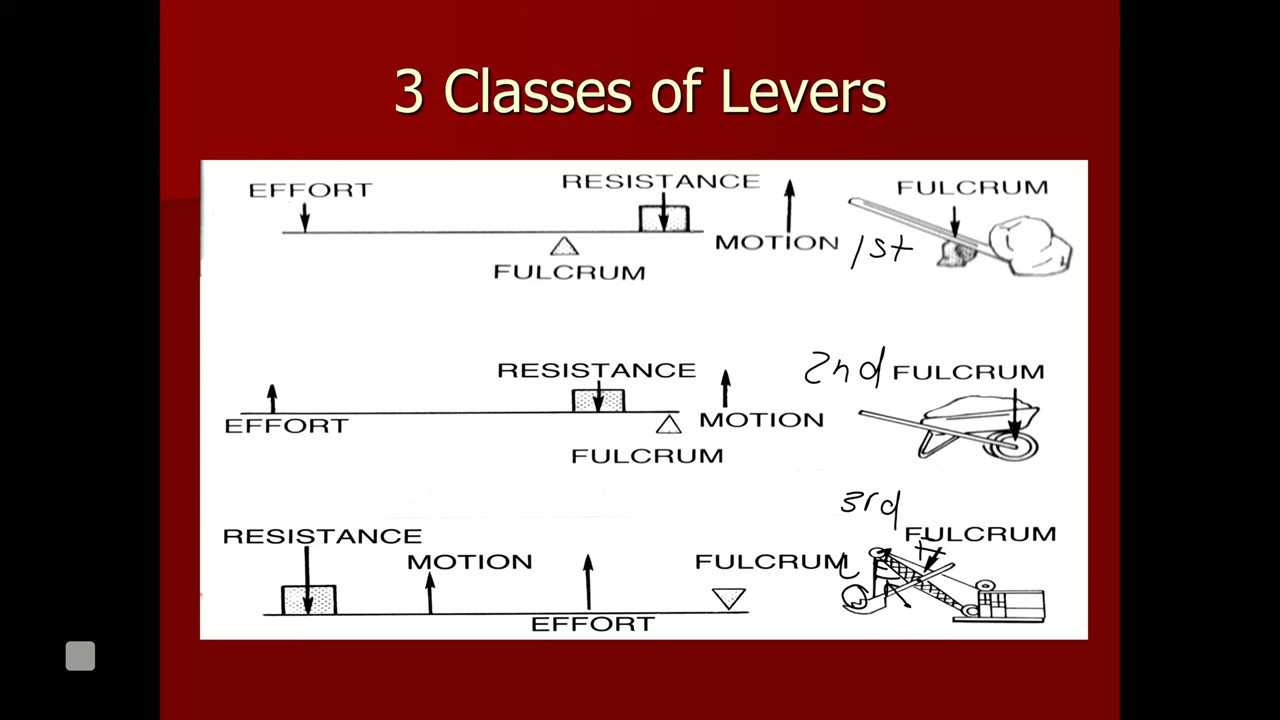 3 Classes of Levers
EFFORT
RESISTANCE
FULCRUM
MOTION
1st
FULCRUM
RESISTANCE
EFFORT
MOTION
FULCRUM
2nd
FULCRUM
RESISTANCE
MOTION
EFFORT
FULCRUM
3rd
FULCRUM